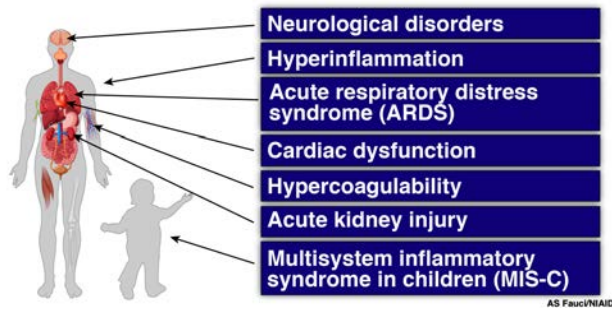 Neurological disorders
Hyperinflammation
Acute respiratory distress
syndrome (ARDS)
Cardiac dysfunction
Hypercoagulability
Acute kidney injury
Multisystem inflammatory
syndrome in children (MIS-C)
AS Fauci/NIAID